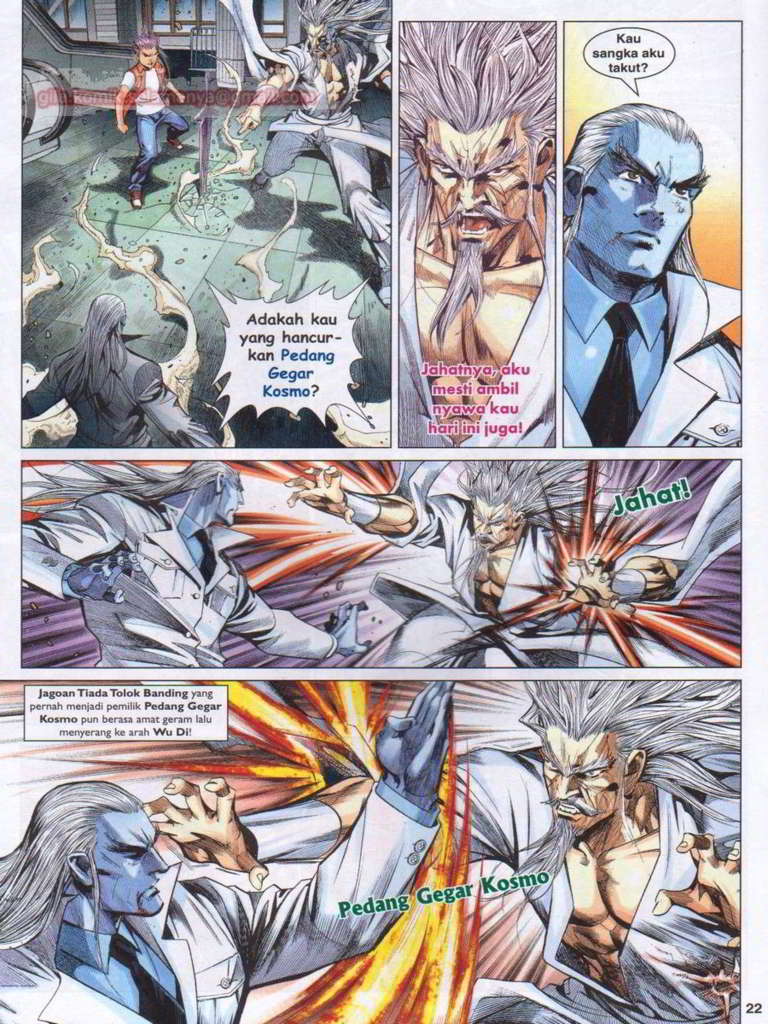 Adakah kau
yang hancur-
kan Pedang
Gegar
Kosmo?
Jahatnya, aku
mesti ambil
nyawa kau
hari ini juga!
Kau
sangka aku
takut?
Jahat!
Jagoan Tiada Tolok Banding yang
pernah menjadi pemilik Pedang Gegar
Kosmo pun berasa amat geram lalu
menyerang ke arah Wu Di!
Pedang Gegar Kosmo
22